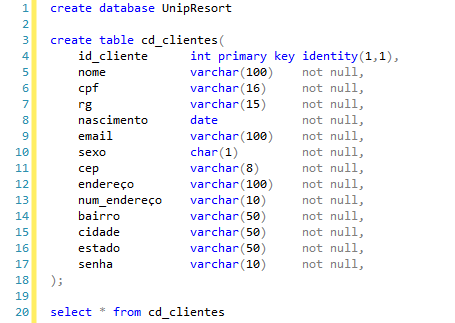 1 create database UnipResort
2
3 create table cd_clientes(
4 id_cliente int primary key identity(1,1),
5 nome varchar(100) not null,
6 cpf varchar(16) not null,
7 rg varchar(15) not null,
8 nascimento date not null,
9 email varchar(100) not null,
10 sexo char(1) not null,
11 cep varchar(8) not null,
12 endereço varchar(100) not null,
13 num_endereço varchar(10) not null,
14 bairro varchar(50) not null,
15 cidade varchar(50) not null,
16 estado varchar(50) not null,
17 senha varchar(10) not null,
18 );
19
20 select * from cd_clientes